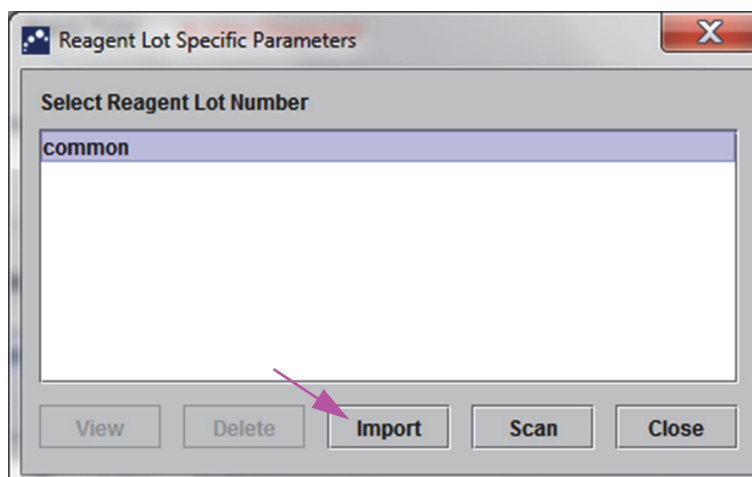 Reagent Lot Specific Parameters
Select Reagent Lot Number
common
View Delete Import Scan Close